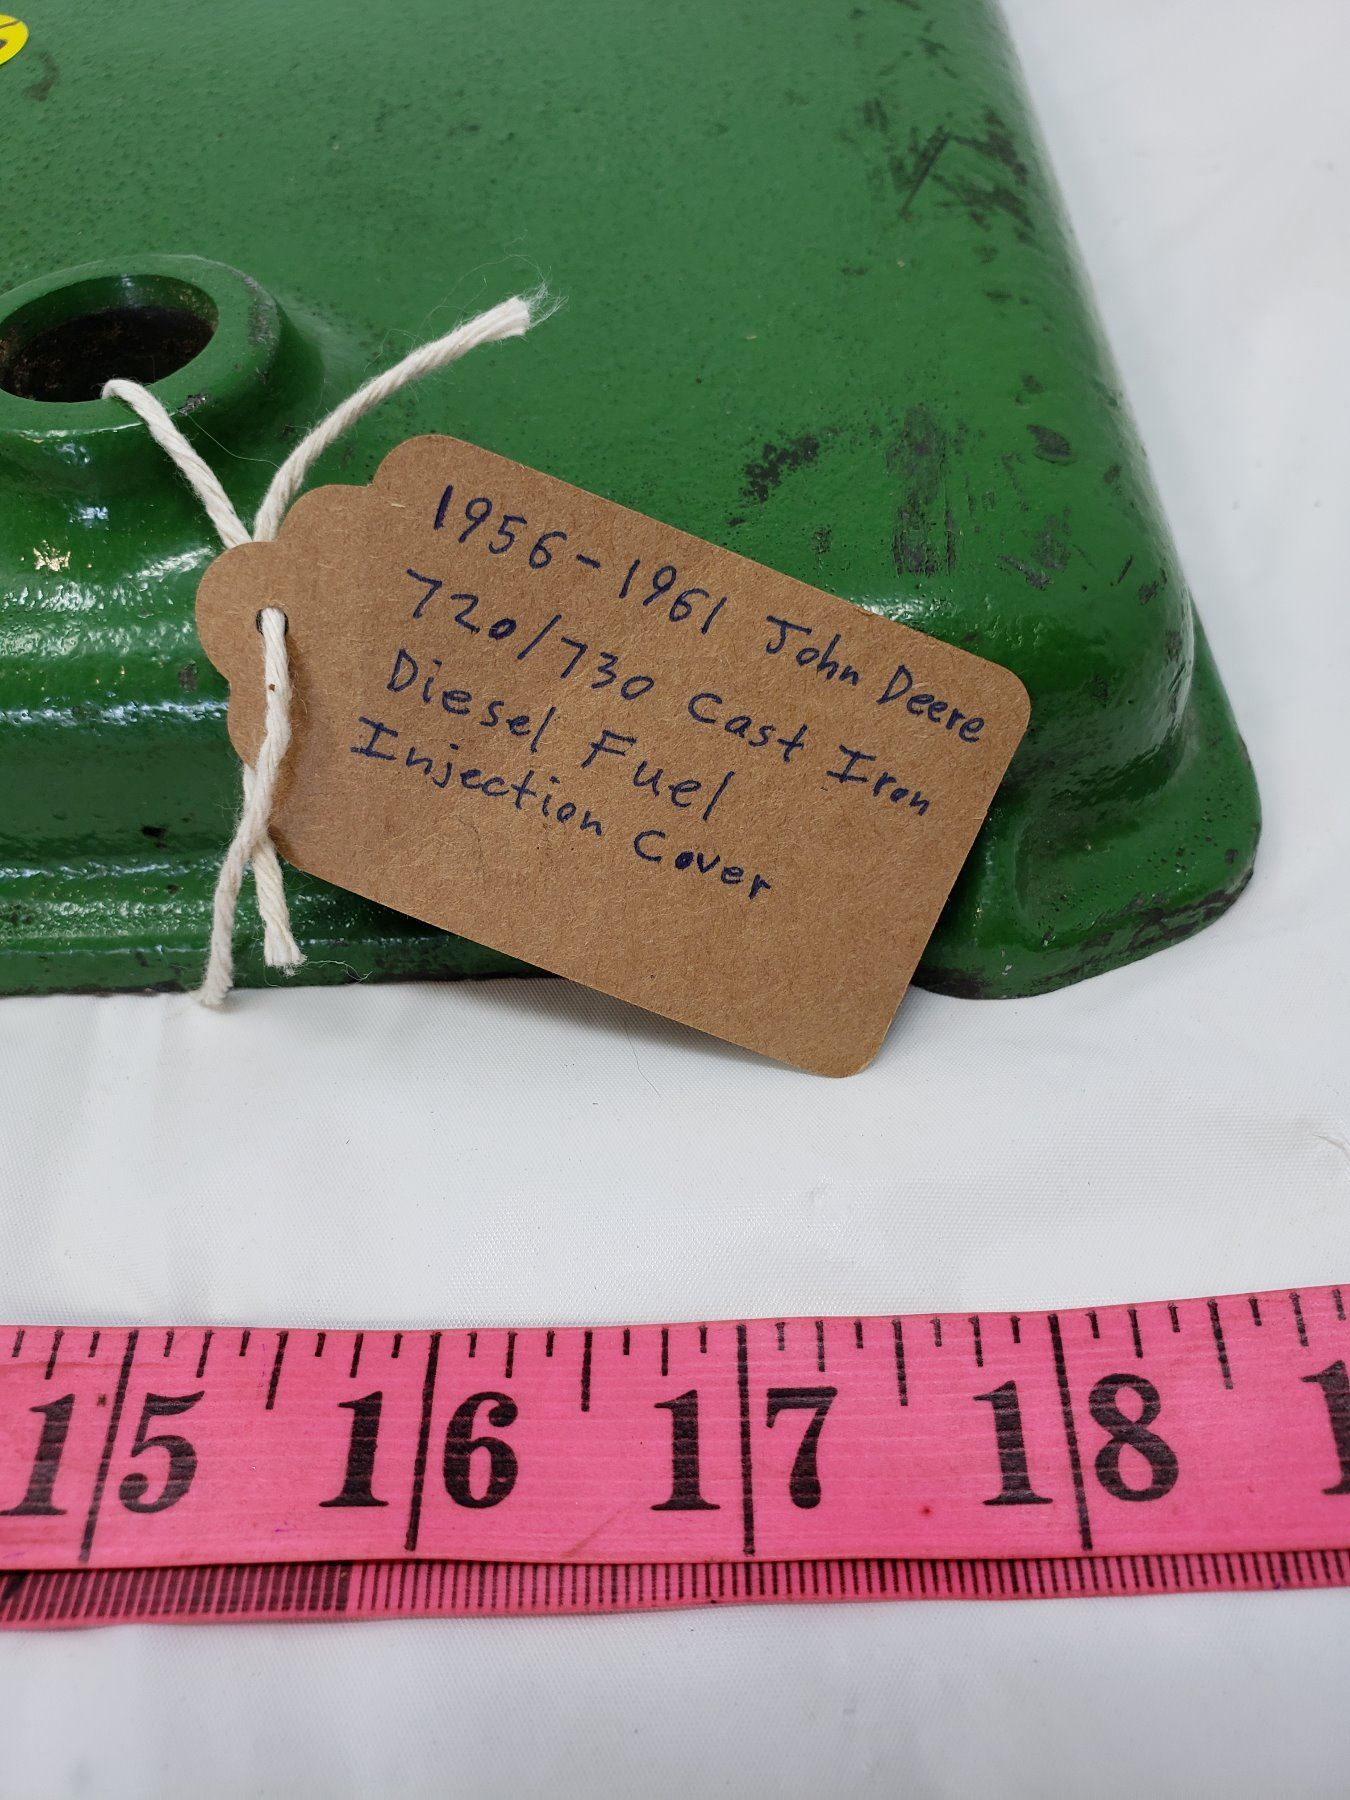 1956-1961 John Deere
720/730 Cast Iron
Diesel Fuel
Injection Cover
15 16 17 18